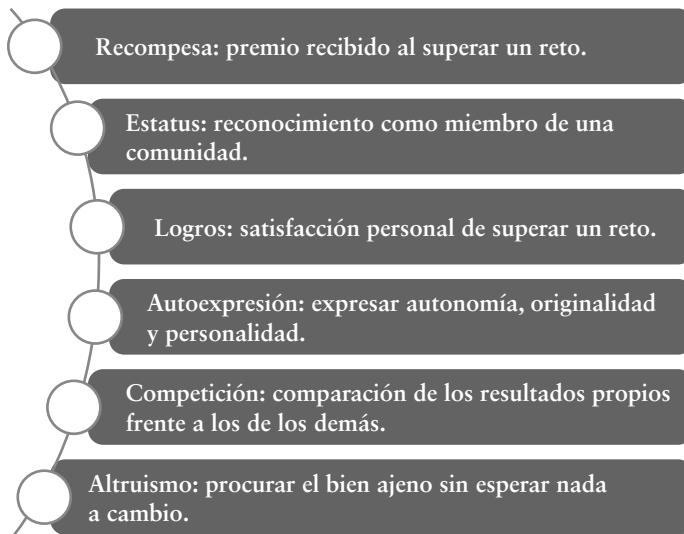 Recompesa: premio recibido al superar un reto.
Estatus: reconocimiento como miembro de una
comunidad.
Logros: satisfacción personal de superar un reto.
Autoexpresión: expresar autonomía, originalidad
y personalidad.
Competición: comparación de los resultados propios
frente a los de los demás.
Altruismo: procurar el bien ajeno sin esperar nada
a cambio.